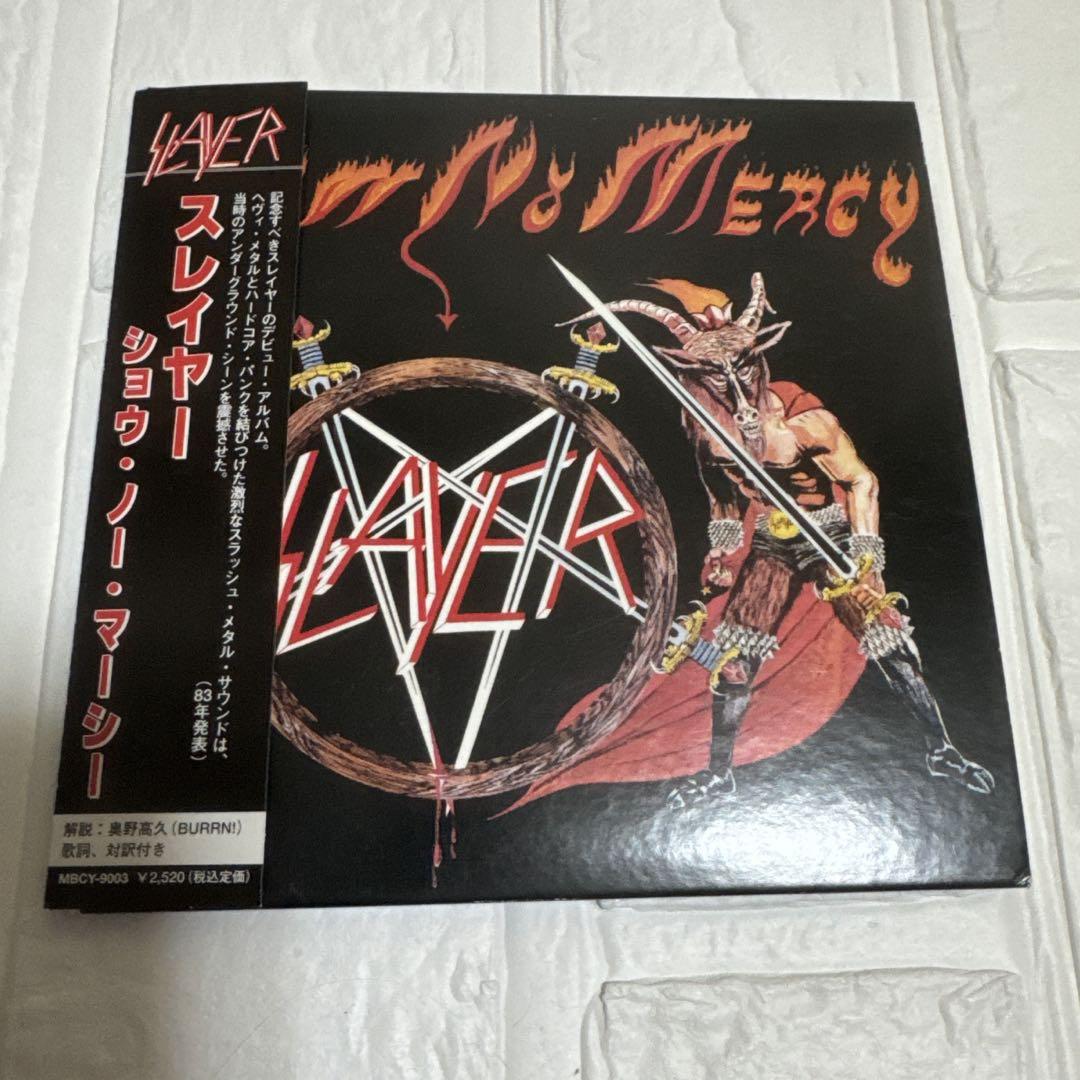 SLAYER
スレイヤー
ショウ・ノー・マーシー
記念すべきスレイヤーのデビュー・アルバム。
ヘヴィ・メタルとハードコア・パンクを結びつけた激烈なスラッシュ・メタル・サウンドは、
当時のアンダーグラウンド・シーンを震撼させた。
(83年発表)
解説：奥野高久(BURRN!)
歌詞、対訳付き
MBCY-9003 ¥2,520(税込定価)
w No Mercy
SLAYER